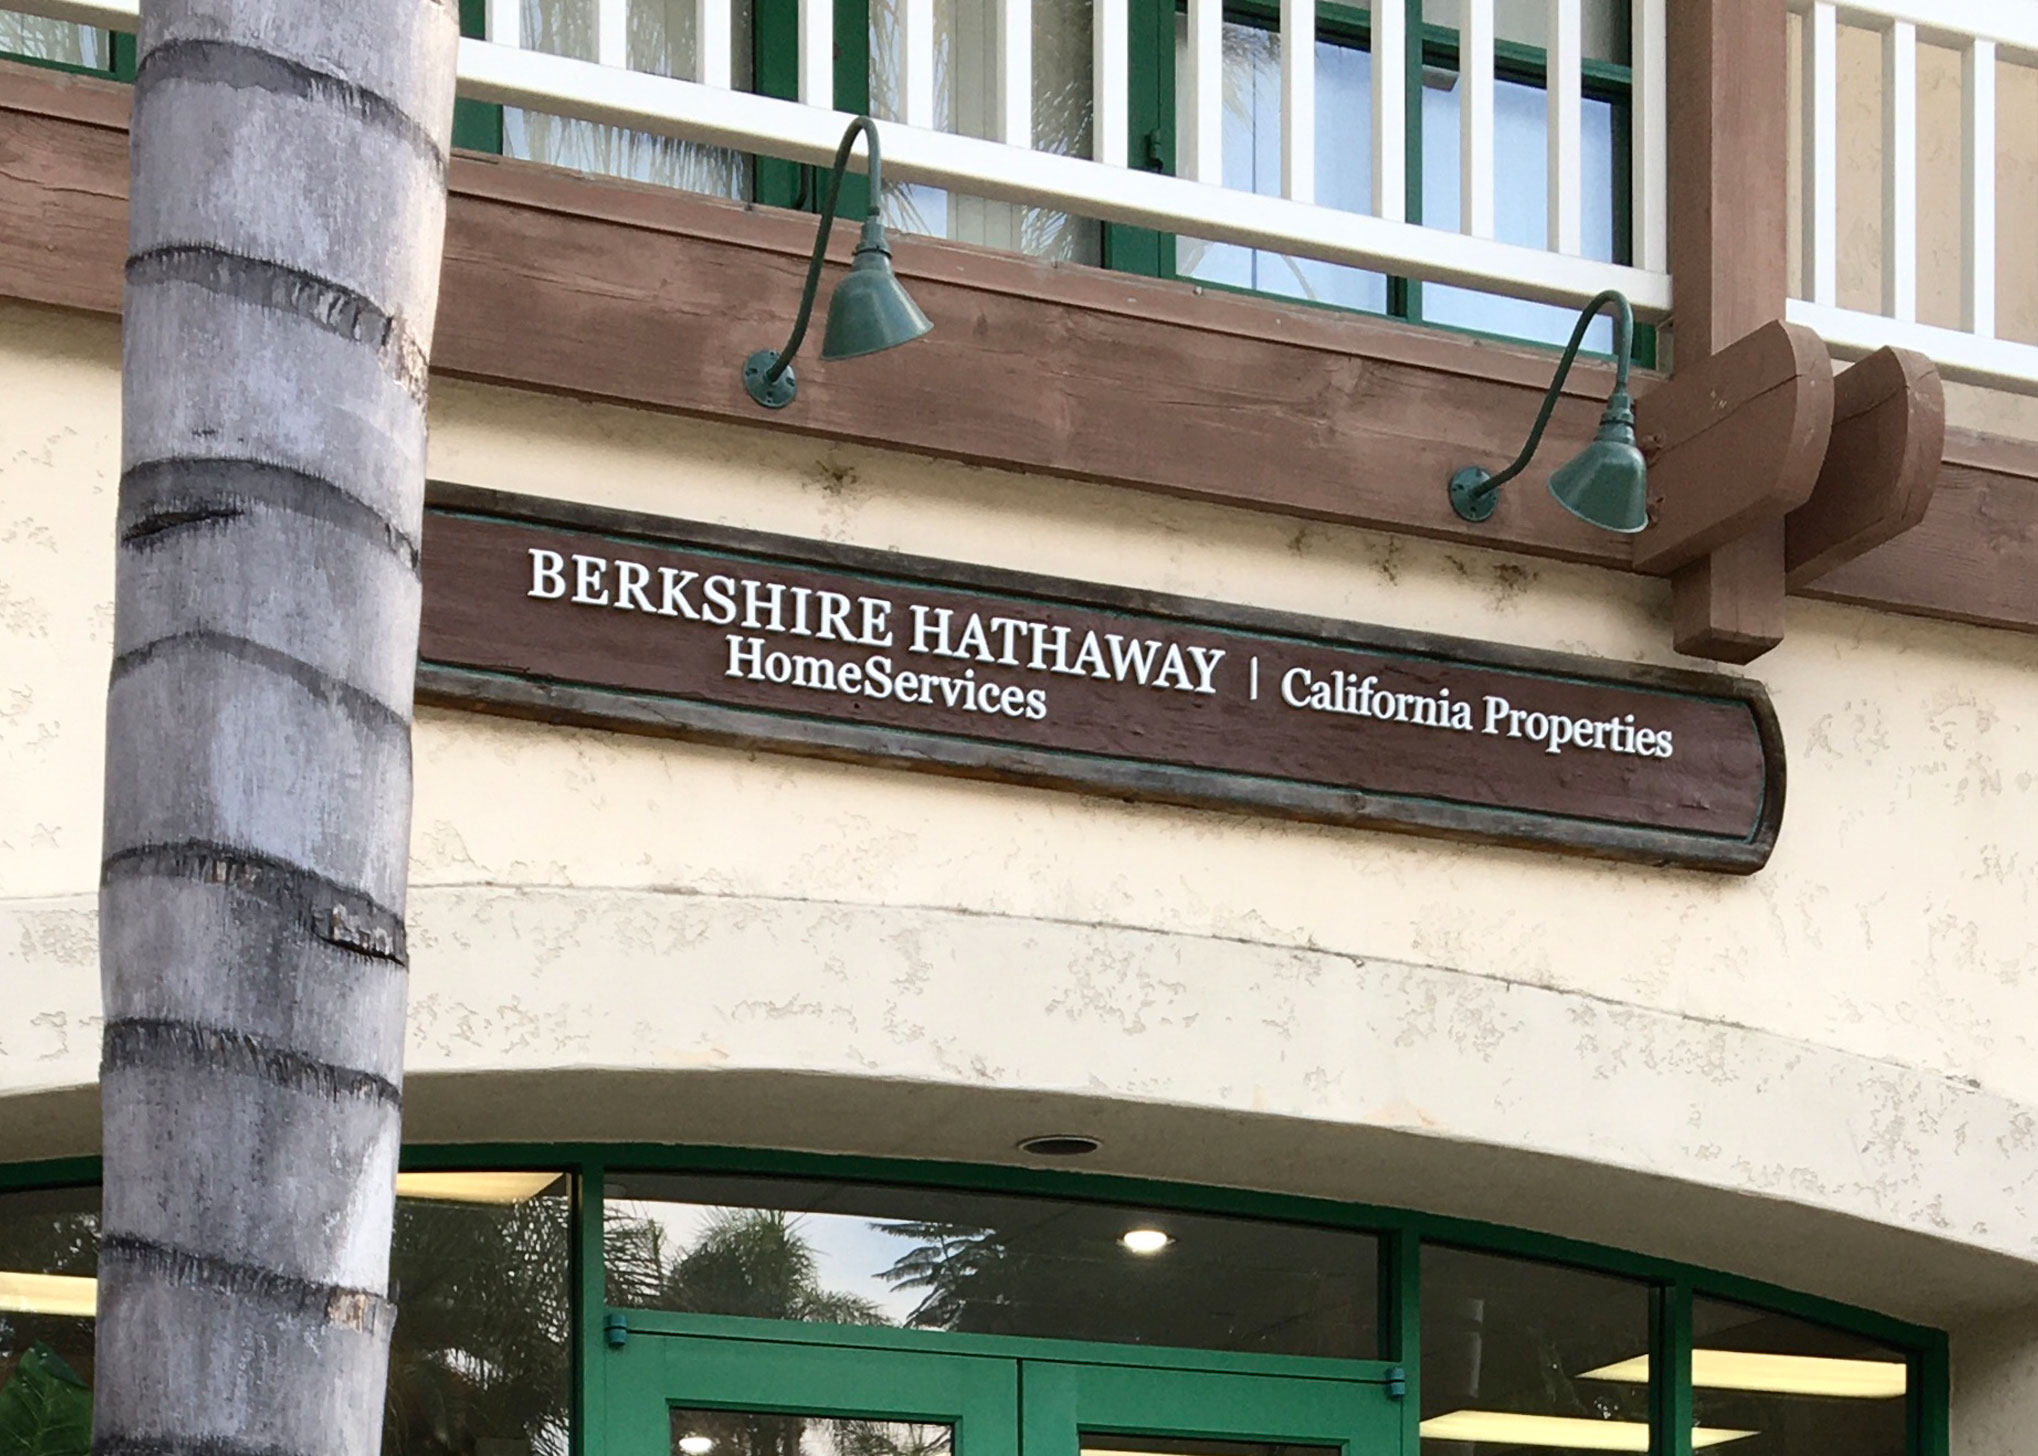 BERKSHIRE HATHAWAY | California Properties
HomeServices